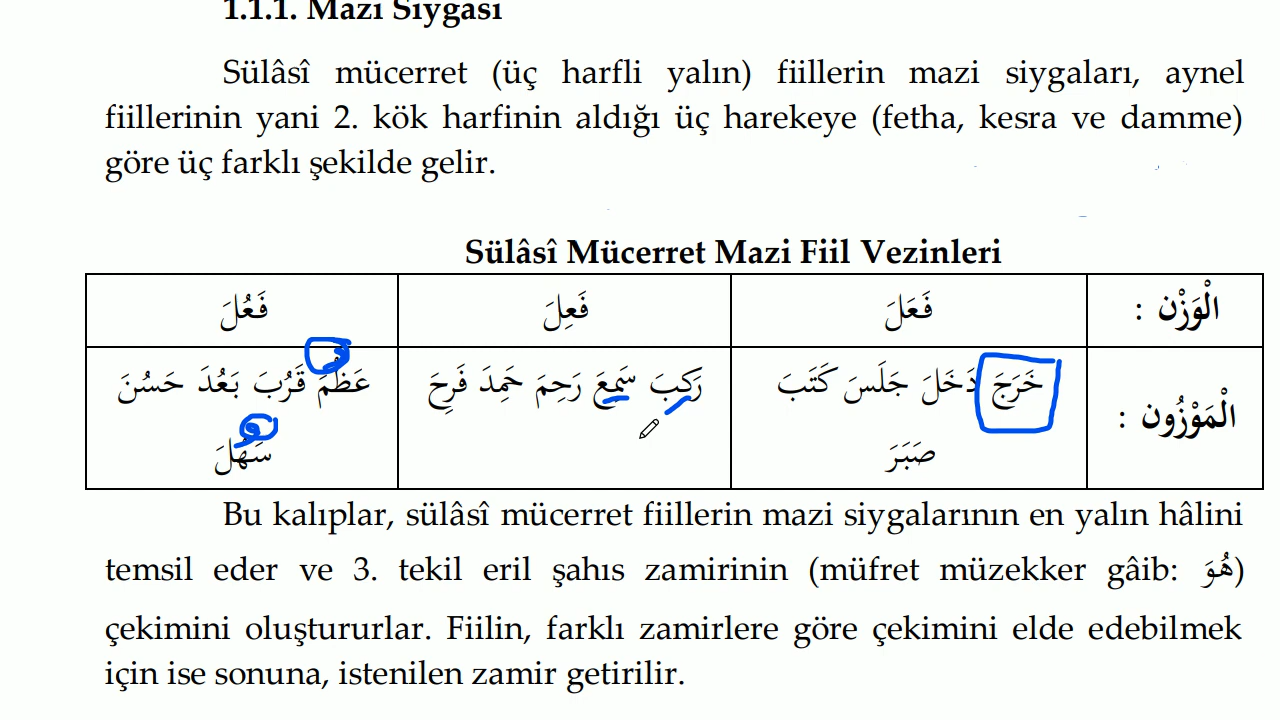 1.1.1. Mazi Siygası
Sülâsî mücerret (üç harfli yalın) fiillerin mazi siygaları, aynel
fiillerinin yani 2. kök harfinin aldığı üç harekeye (fetha, kesra ve damme)
göre üç farklı şekilde gelir.
Sülâsî Mücerret Mazi Fiil Vezinleri
الْوَزْن : فَعَلَ فَعِلَ فَعُلَ
الْمَوْزُون : خَرَجَ دَخَلَ جَلَسَ كَتَبَ صَبَرَ
رَكِبَ سَمِعَ رَحِمَ حَمِدَ فَرِحَ
عَظُمَ قَرُبَ بَعُدَ حَسُنَ سَهُلَ
Bu kalıplar, sülâsî mücerret fiillerin mazi siygalarının en yalın hâlini
temsil eder ve 3. tekil eril şahıs zamirinin (müfret müzekker gâib: هُوَ)
çekimini oluştururlar. Fiilin, farklı zamirlere göre çekimini elde edebilmek
için ise sonuna, istenilen zamir getirilir.